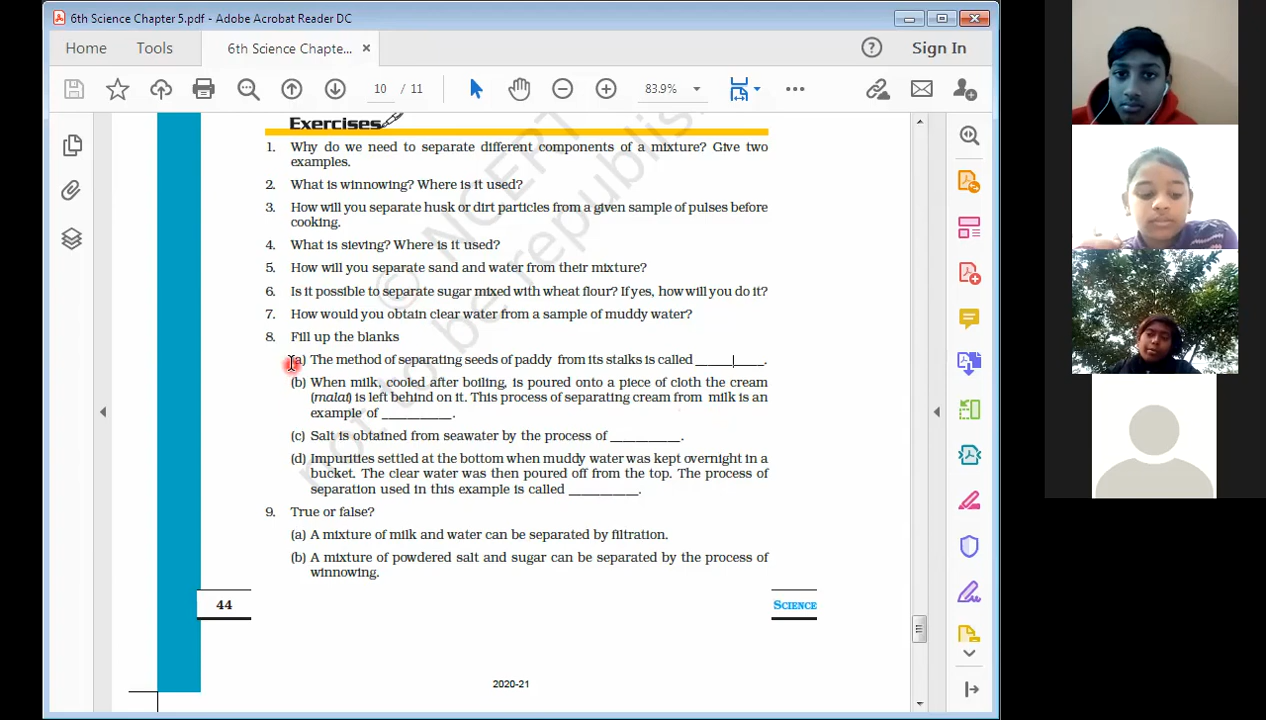 6th Science Chapter 5.pdf - Adobe Acrobat Reader DC
Home
Tools
6th Science Chapte...
Sign In
10 / 11
83.9%
Exercises
1. Why do we need to separate different components of a mixture? Give two
examples.
2. What is winnowing? Where is it used?
3. How will you separate husk or dirt particles from a given sample of pulses before
cooking.
4. What is sieving? Where is it used?
5. How will you separate sand and water from their mixture?
6. Is it possible to separate sugar mixed with wheat flour? If yes, how will you do it?
7. How would you obtain clear water from a sample of muddy water?
8. Fill up the blanks
(a) The method of separating seeds of paddy from its stalks is called __________.
(b) When milk, cooled after boiling, is poured onto a piece of cloth the cream
(malai) is left behind on it. This process of separating cream from milk is an
example of __________.
(c) Salt is obtained from seawater by the process of __________.
(d) Impurities settled at the bottom when muddy water was kept overnight in a
bucket. The clear water was then poured off from the top. The process of
separation used in this example is called __________.
9. True or false?
(a) A mixture of milk and water can be separated by filtration.
(b) A mixture of powdered salt and sugar can be separated by the process of
winnowing.
44
SCIENCE
2020-21
© NCERT
not to be republis